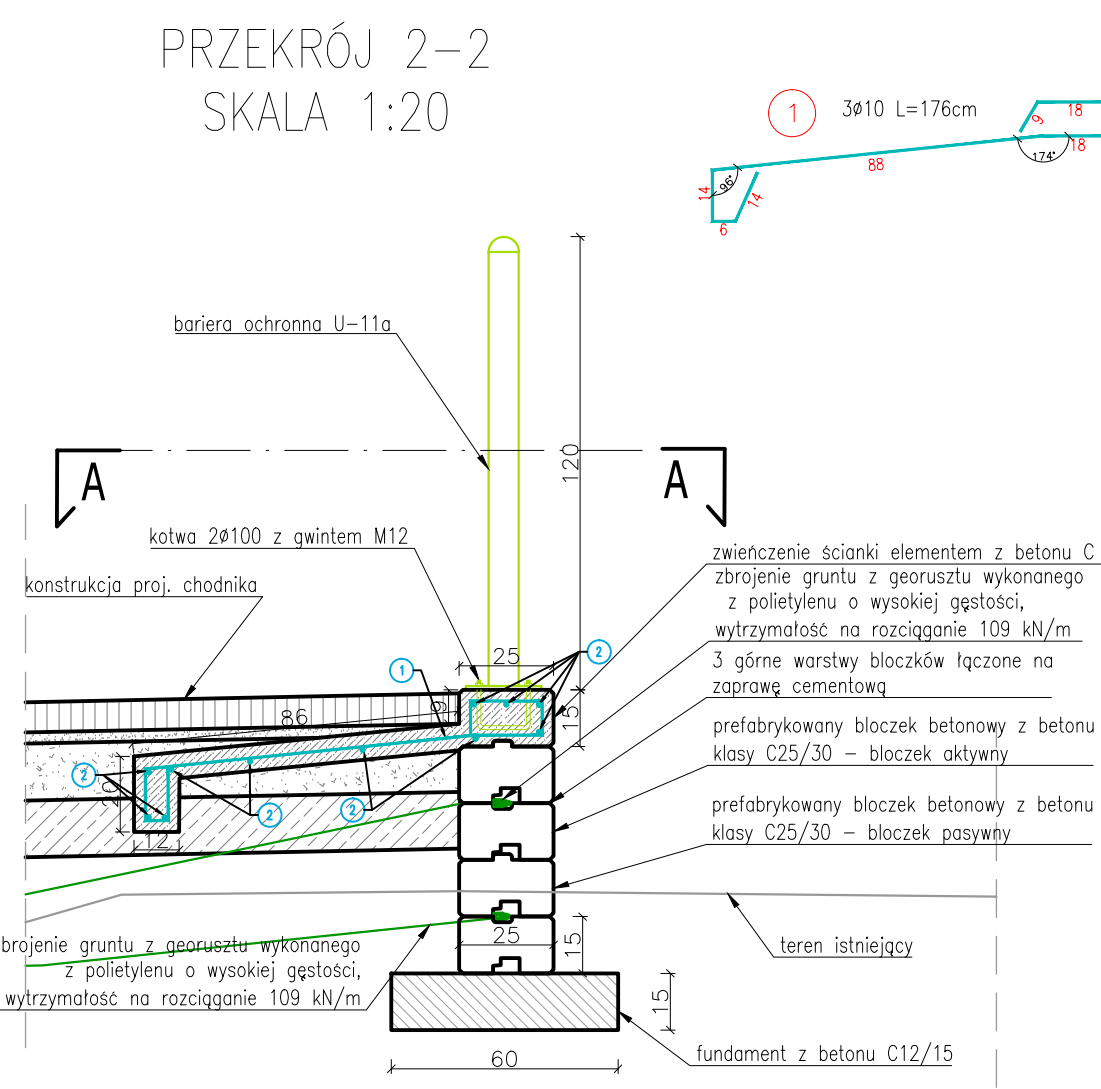 PRZEKRÓJ 2-2
SKALA 1:20
1
3ø10 L=176cm
9
18
18
174°
88
96°
14
14
6
bariera ochronna U-11a
120
A
A
kotwa 2ø100 z gwintem M12
konstrukcja proj. chodnika
zwieńczenie ścianki elementem z betonu C
zbrojenie gruntu z georusztu wykonanego
z polietylenu o wysokiej gęstości,
wytrzymałość na rozciąganie 109 kN/m
3 górne warstwy bloczków łączone na
zaprawę cementową
prefabrykowany bloczek betonowy z betonu
klasy C25/30 – bloczek aktywny
prefabrykowany bloczek betonowy z betonu
klasy C25/30 – bloczek pasywny
25
2
1
9
15
86
2
20
2
2
12
brojenie gruntu z georusztu wykonanego
z polietylenu o wysokiej gęstości,
wytrzymałość na rozciąganie 109 kN/m
25
15
teren istniejący
15
60
fundament z betonu C12/15